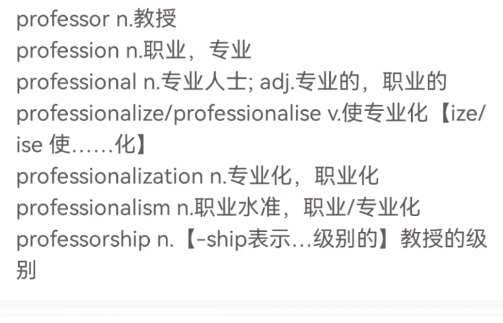 professor n.教授
profession n.职业，专业
professional n.专业人士; adj.专业的，职业的
professionalize/professionalise v.使专业化【ize/
ise 使……化】
professionalization n.专业化，职业化
professionalism n.职业水准，职业/专业化
professorship n.【-ship表示…级别的】教授的级
别